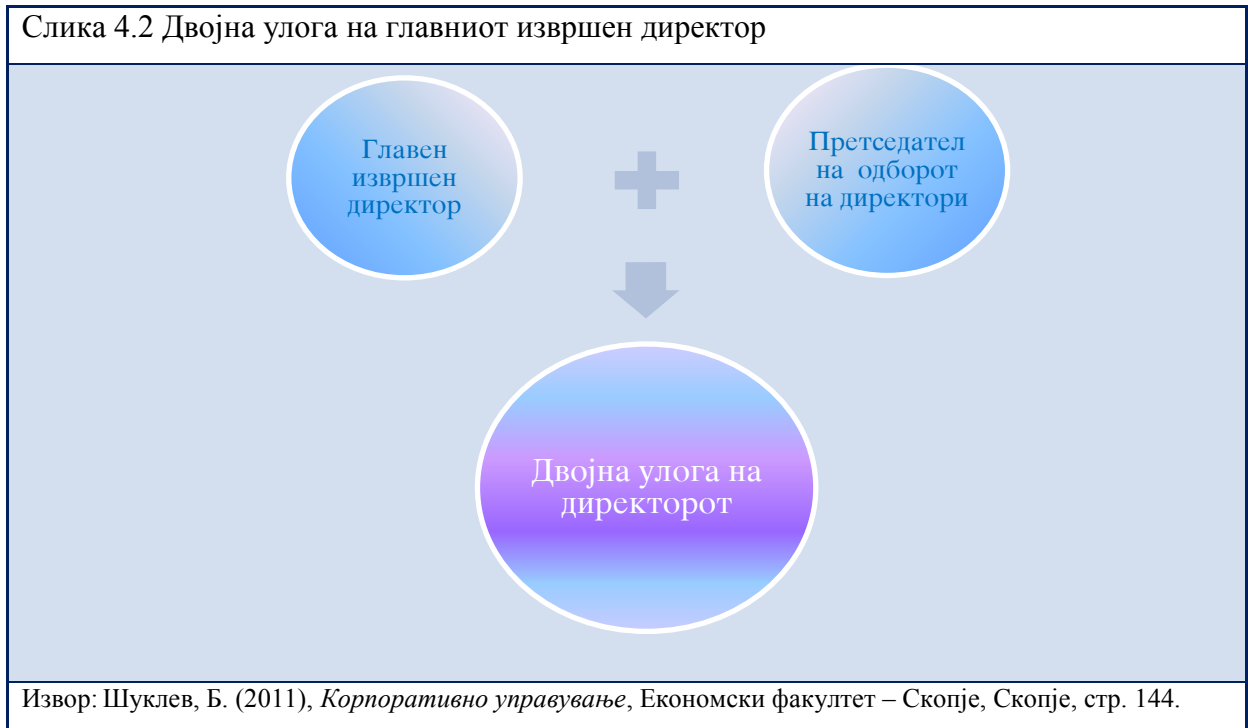 Слика 4.2 Двојна улога на главниот извршен директор
Главен
извршен
директор
Претседател
на одборот
на директори
Двојна улога на
директорот
Извор: Шуклев, Б. (2011), Корпоративно управување, Економски факултет – Скопје, Скопје, стр. 144.